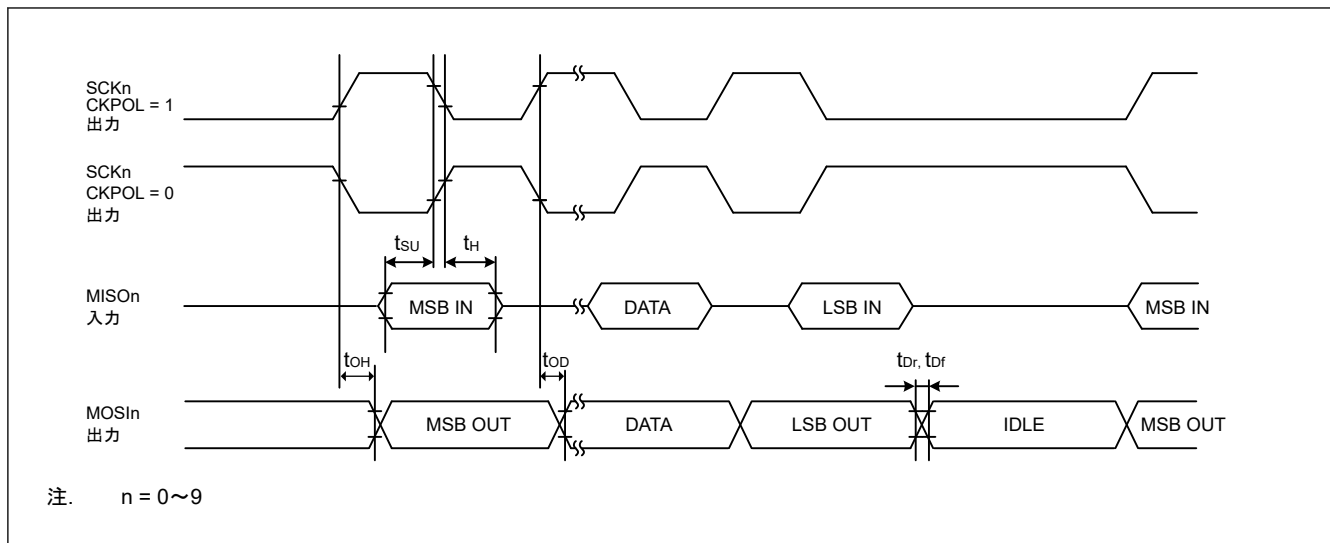 SCKn
CKPOL = 1
出力
SCKn
CKPOL = 0
出力
tSU
tH
MISOn
入力
MSB IN
DATA
LSB IN
MSB IN
tOH
tOD
tDr, tDf
MOSIn
出力
MSB OUT
DATA
LSB OUT
IDLE
MSB OUT
注. n = 0～9